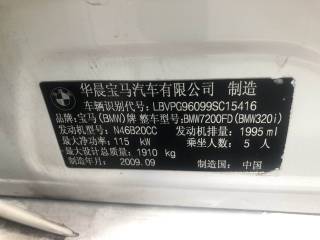 BMW
华晨宝马汽车有限公司 制造
车辆识别代号: LBVPG96099SC15416
品牌:宝马(BMW)牌 整车型号:BMW7200FD(BMW320i)
发动机型号: N46B20CC 发动机排量: 1995ml
最大净功率: 115 kW 乘坐人数: 5 人
最大设计总质量: 1910 kg
制造年月: 2009.09 制造国: 中国